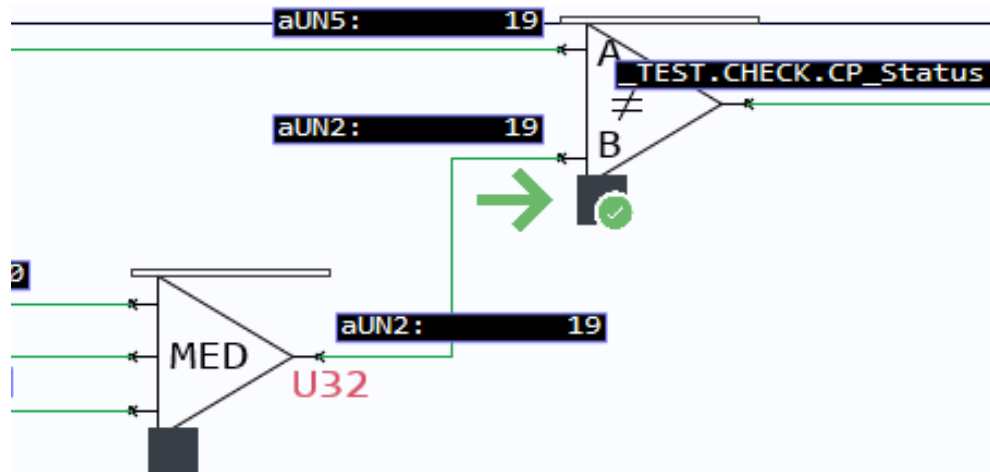 aUN5: 19
A
_TEST.CHECK.CP_Status
≠
aUN2: 19
B
0
aUN2: 19
MED
U32